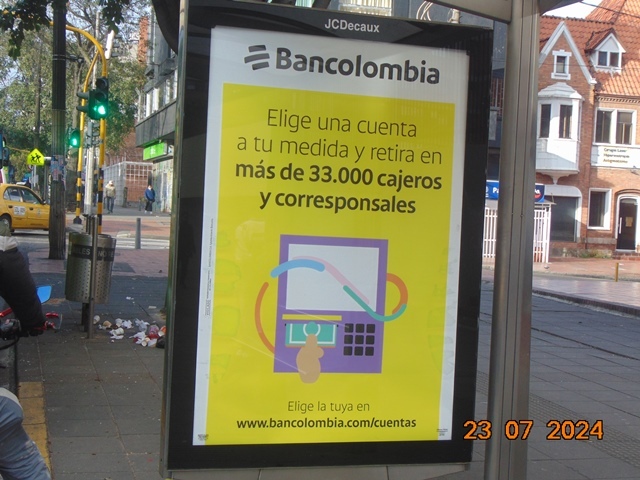 JCDecaux
Bancolombia
Elige una cuenta
a tu medida y retira en
más de 33.000 cajeros
y corresponsales
Elige la tuya en
www.bancolombia.com/cuentas
23 07 2024